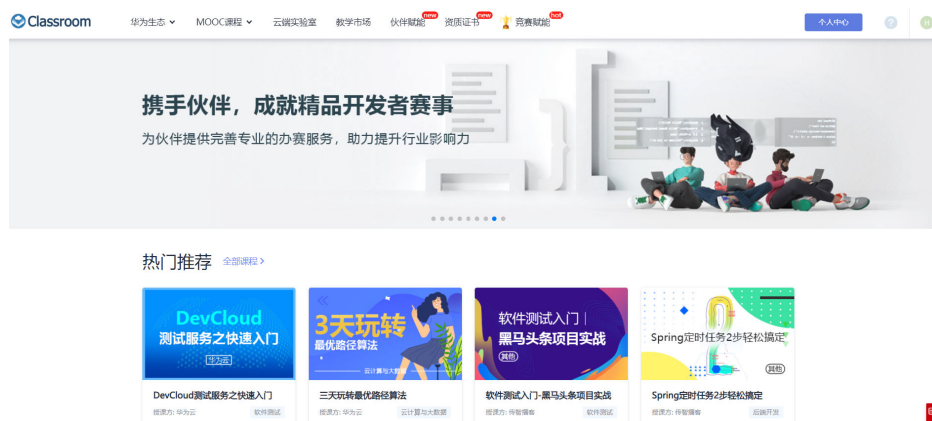 Classroom
华为生态 MOOC课程 云端实验室 教学市场 伙伴赋能 new 资质证书 new 竞赛赋能 hot 个人中心 ? H
携手伙伴，成就精品开发者赛事
为伙伴提供完善专业的办赛服务，助力提升行业影响力
热门推荐 全部课程 >
DevCloud
测试服务之快速入门
华为云
3天玩转
最优路径算法
云计算与大数据
软件测试入门
黑马头条项目实战
其他
Spring定时任务2步轻松搞定
其他
DevCloud测试服务之快速入门
授课方: 华为云 软件测试
三天玩转最优路径算法
授课方: 华为云 云计算与大数据
软件测试入门-黑马头条项目实战
授课方: 传智播客 软件测试
Spring定时任务2步轻松搞定
授课方: 传智播客 后端开发